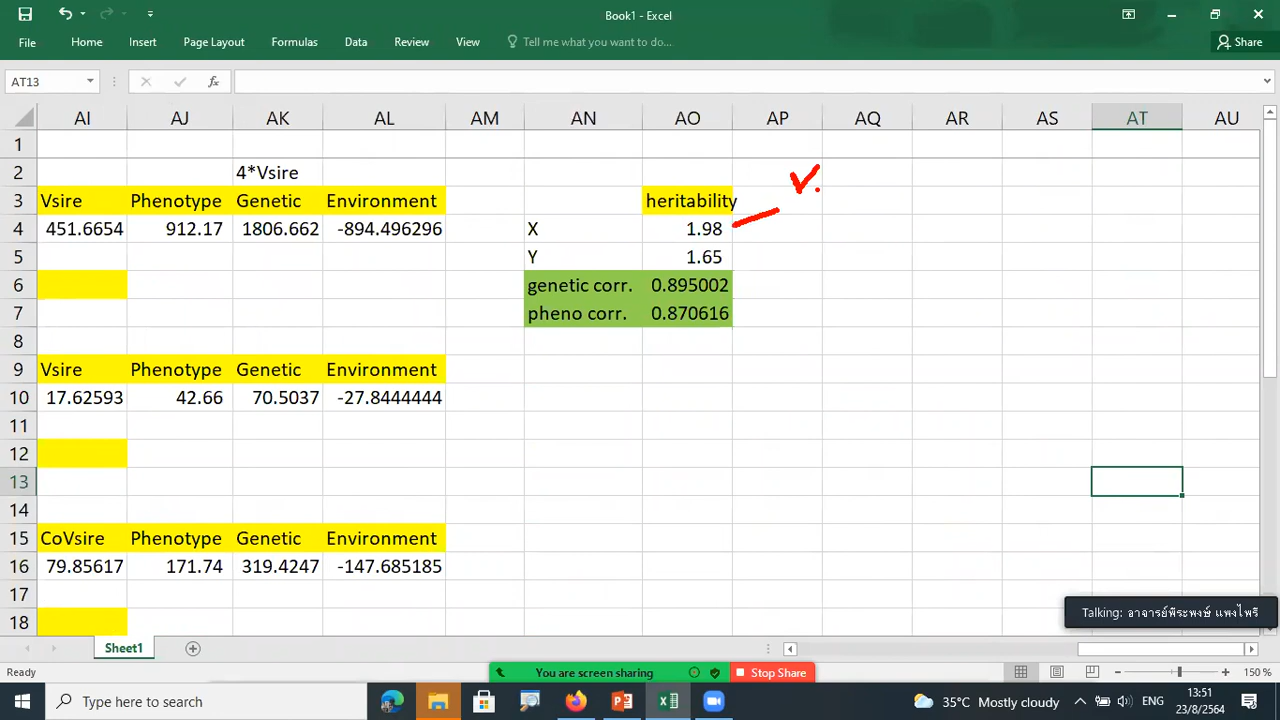 Book1 - Excel
File Home Insert Page Layout Formulas Data Review View Tell me what you want to do... Share
AT13 fx
AI AJ AK AL AM AN AO AP AQ AR AS AT AU
1
2 4*Vsire
3 Vsire Phenotype Genetic Environment heritability
4 451.6654 912.17 1806.662 -894.496296 X 1.98
5 Y 1.65
6 genetic corr. 0.895002
7 pheno corr. 0.870616
8
9 Vsire Phenotype Genetic Environment
10 17.62593 42.66 70.5037 -27.8444444
11
12
13
14
15 CoVsire Phenotype Genetic Environment
16 79.85617 171.74 319.4247 -147.685185
17
18
Talking: อาจารย์พีระพงษ์ แพงไพรี
Sheet1
Ready You are screen sharing Stop Share 150 %
Type here to search 35°C Mostly cloudy ENG 13:51
23/8/2564